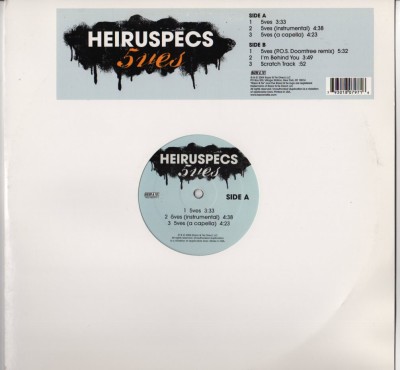 HEIRUSPECS
5ves
SIDE A
1 5ves 3:33
2 5ves (instrumental) 4:38
3 5ves (a capella) 4:23
SIDE B
1 5ves (P.O.S. Doomtree remix) 5:32
2 I'm Behind You 3:49
3 Scratch Track :52
HEIRUSPECS
5ves
SIDE A
1 5ves 3:33
2 5ves (instrumental) 4:38
3 5ves (a capella) 4:23